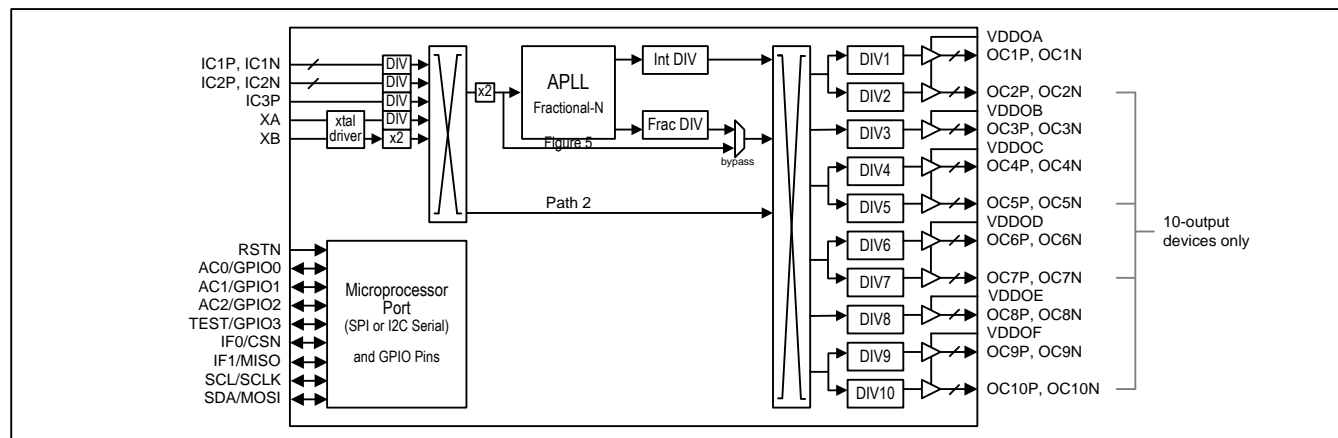 IC1P, IC1N
IC2P, IC2N
IC3P
XA
XB
xtal
driver
DIV
DIV
DIV
DIV
x2
x2
APLL
Fractional-N
Figure 5
Int DIV
Frac DIV
bypass
Path 2
RSTN
AC0/GPIO0
AC1/GPIO1
AC2/GPIO2
TEST/GPIO3
IF0/CSN
IF1/MISO
SCL/SCLK
SDA/MOSI
Microprocessor
Port
(SPI or I2C Serial)
and GPIO Pins
DIV1
DIV2
DIV3
DIV4
DIV5
DIV6
DIV7
DIV8
DIV9
DIV10
VDDOA
OC1P, OC1N
OC2P, OC2N
VDDOB
OC3P, OC3N
VDDOC
OC4P, OC4N
OC5P, OC5N
VDDOD
OC6P, OC6N
OC7P, OC7N
VDDOE
OC8P, OC8N
VDDOF
OC9P, OC9N
OC10P, OC10N
10-output
devices only